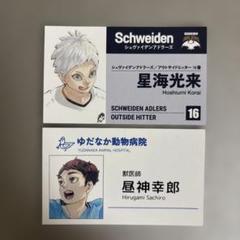 Schweiden
シュヴァイデンアドラーズ
シュヴァイデンアドラーズ / アウトサイドヒッター 16番
星海光来
Hoshiumi Korai
SCHWEIDEN ADLERS
OUTSIDE HITTER
16
ゆだなか動物病院
YUDANAKA ANIMAL HOSPITAL
獣医師
昼神幸郎
Hirugami Sachiro